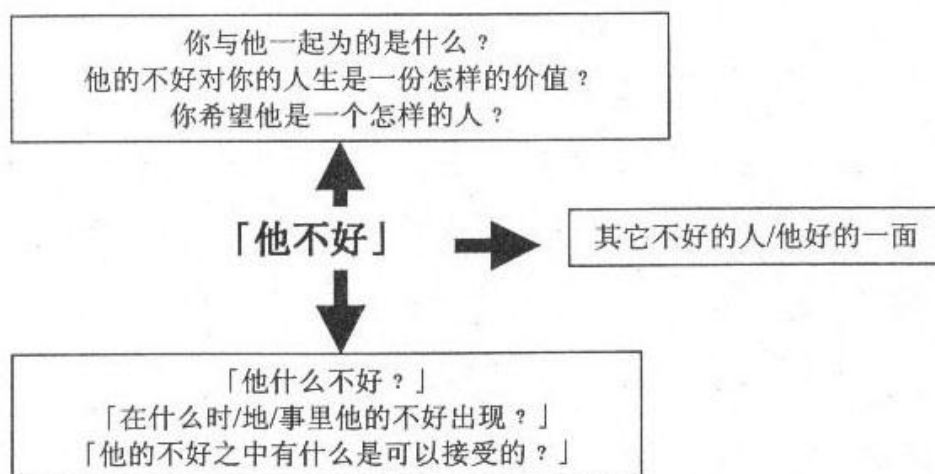 你与他一起为的是什么？
他的不好对你的人生是一份怎样的价值？
你希望他是一个怎样的人？
「他不好」
其它不好的人/他好的一面
「他什么不好？」
「在什么时/地/事里他的不好出现？」
「他的不好之中有什么是可以接受的？」